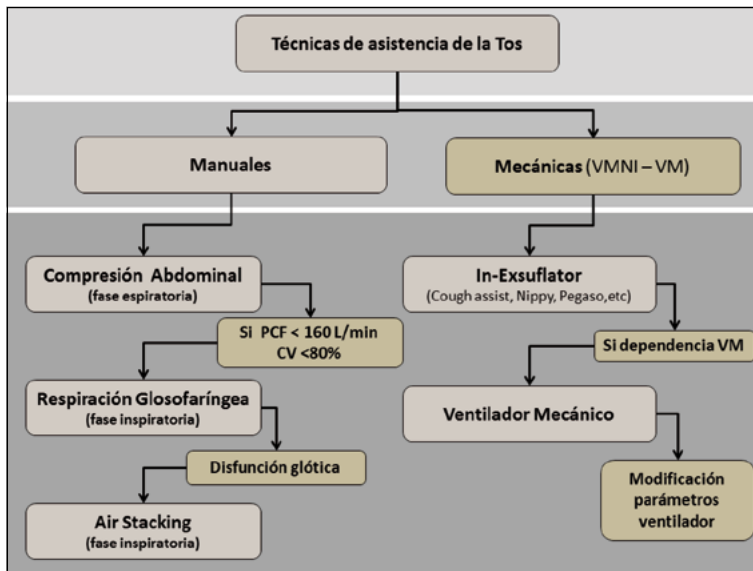 Técnicas de asistencia de la Tos
Manuales
Mecánicas (VMNI – VM)
Compresión Abdominal
(fase espiratoria)
Si PCF < 160 L/min
CV <80%
Respiración Glosofaríngea
(fase inspiratoria)
Disfunción glótica
Air Stacking
(fase inspiratoria)
In-Exsuflator
(Cough assist, Nippy, Pegaso,etc)
Si dependencia VM
Ventilador Mecánico
Modificación
parámetros
ventilador